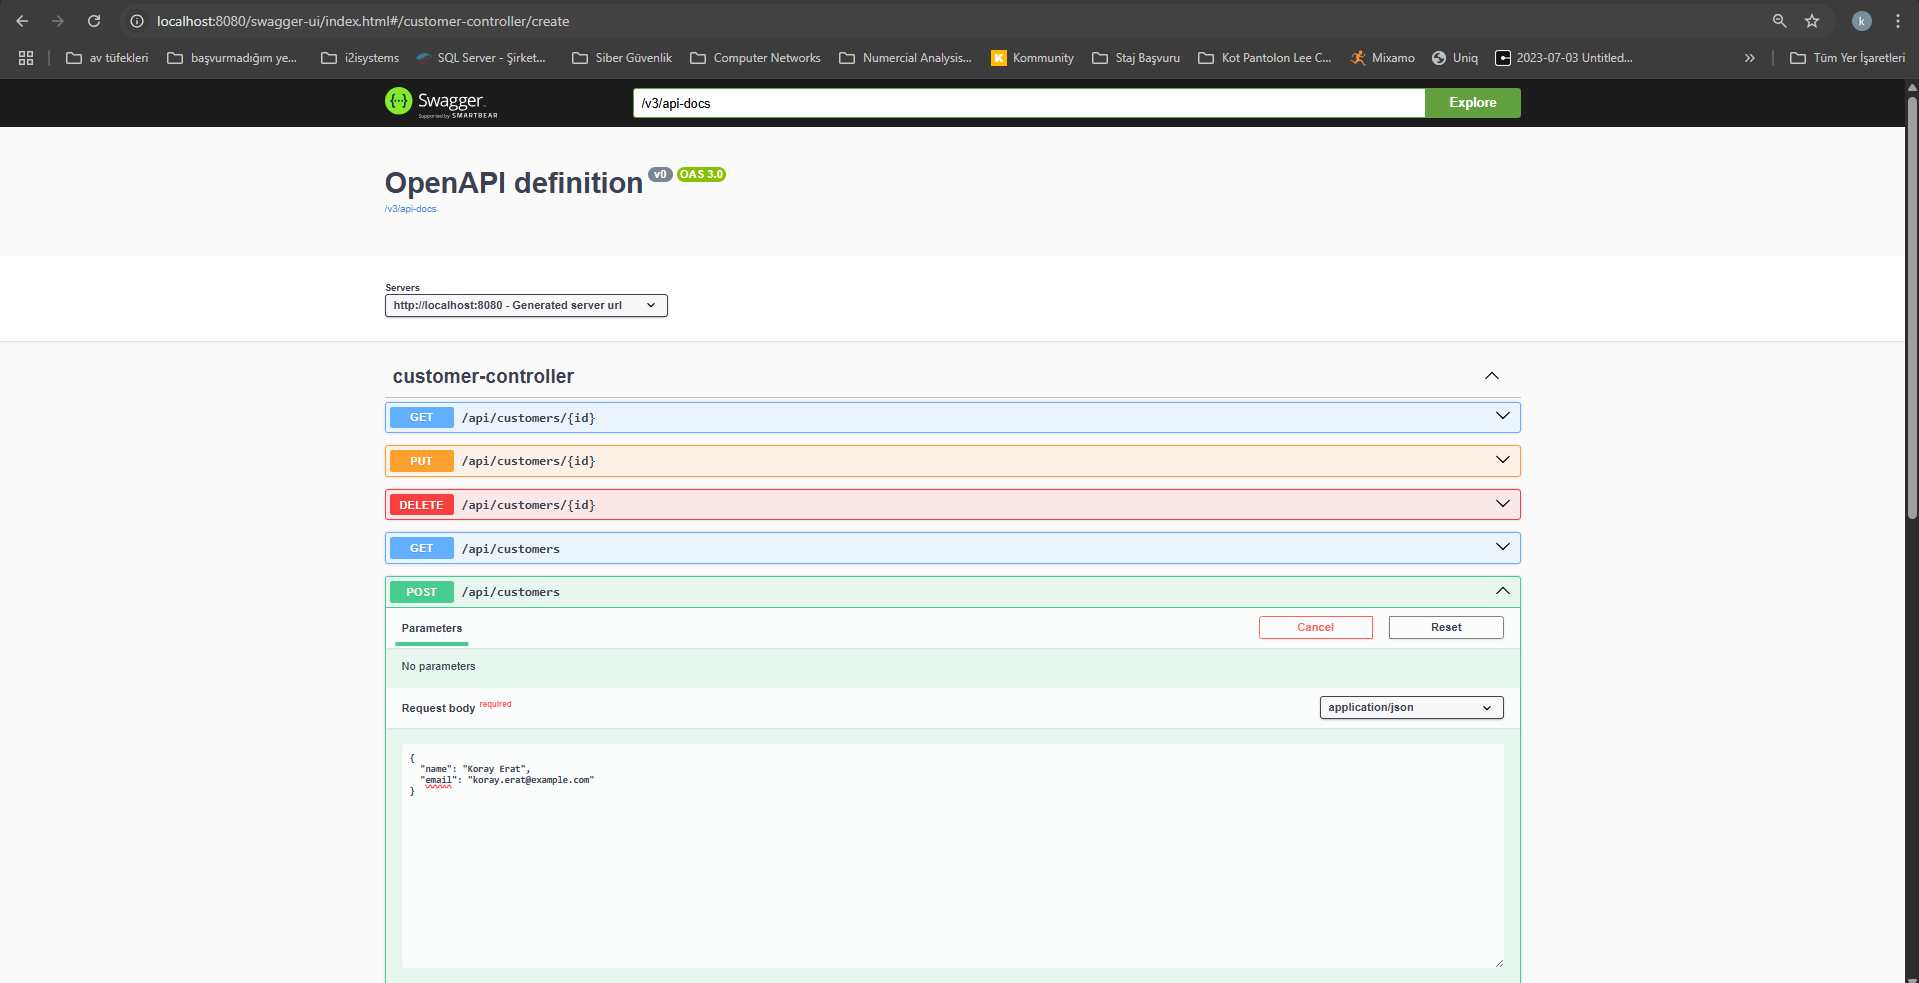 localhost:8080/swagger-ui/index.html#/customer-controller/create
k
av tüfekleri
başvurmadığım ye...
i2isystems
SQL Server - Şirket...
Siber Güvenlik
Computer Networks
Numercial Analysis...
K Kommunity
Staj Başvuru
Kot Pantolon Lee C...
Mixamo
Uniq
2023-07-03 Untitled...
»
Tüm Yer İşaretleri
{···} Swagger.
Supported by SMARTBEAR
/v3/api-docs
Explore
OpenAPI definition v0 OAS 3.0
/v3/api-docs
Servers
http://localhost:8080 - Generated server url
customer-controller
GET /api/customers/{id}
PUT /api/customers/{id}
DELETE /api/customers/{id}
GET /api/customers
POST /api/customers
Parameters
Cancel
Reset
No parameters
Request body required
application/json
{
"name": "Koray Erat",
"email": "koray.erat@example.com"
}